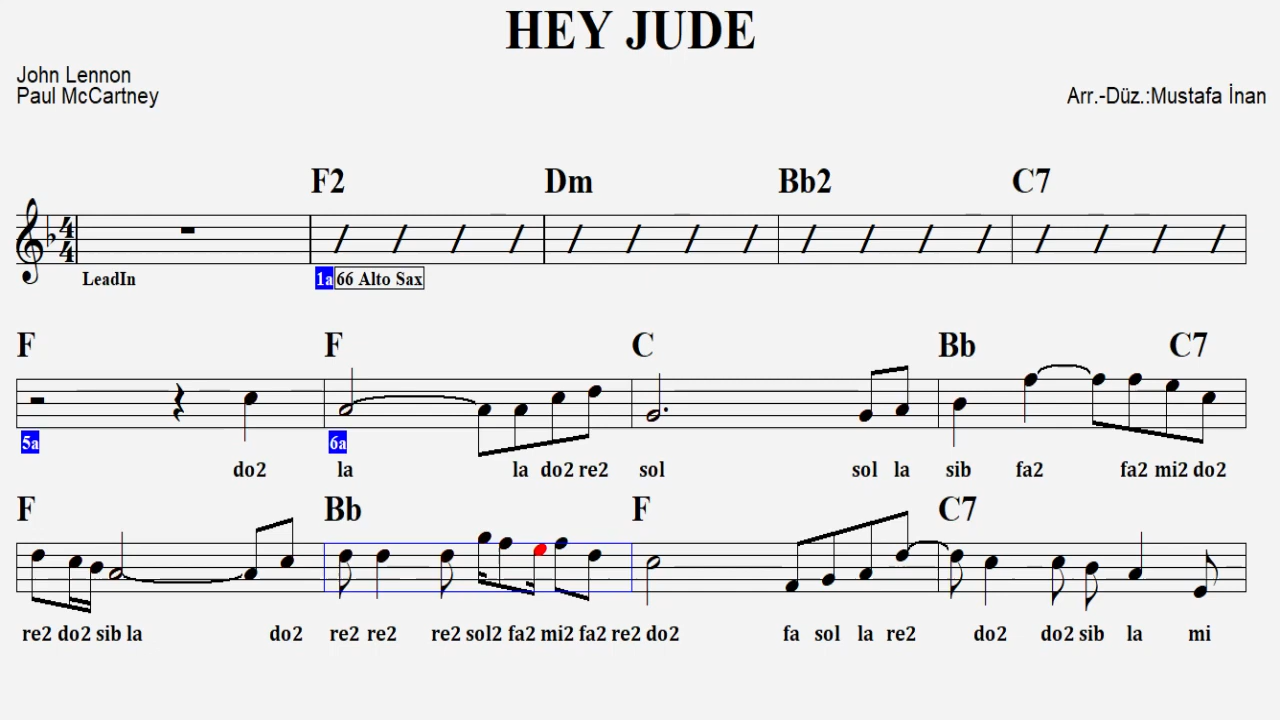 HEY JUDE
John Lennon
Paul McCartney
Arr.-Düz.:Mustafa İnan
F2 Dm Bb2 C7
4
4
LeadIn 1a 66 Alto Sax
F F C Bb C7
5a 6a
do2 la la do2 re2 sol sol la sib fa2 fa2 mi2 do2
F Bb F C7
re2 do2 sib la do2 re2 re2 re2 sol2 fa2 mi2 fa2 re2 do2 fa sol la re2 do2 do2 sib la mi